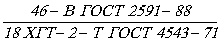 46 – В ГОСТ 2591 – 88
18 ХГТ – 2 – Т ГОСТ 4543 – 71